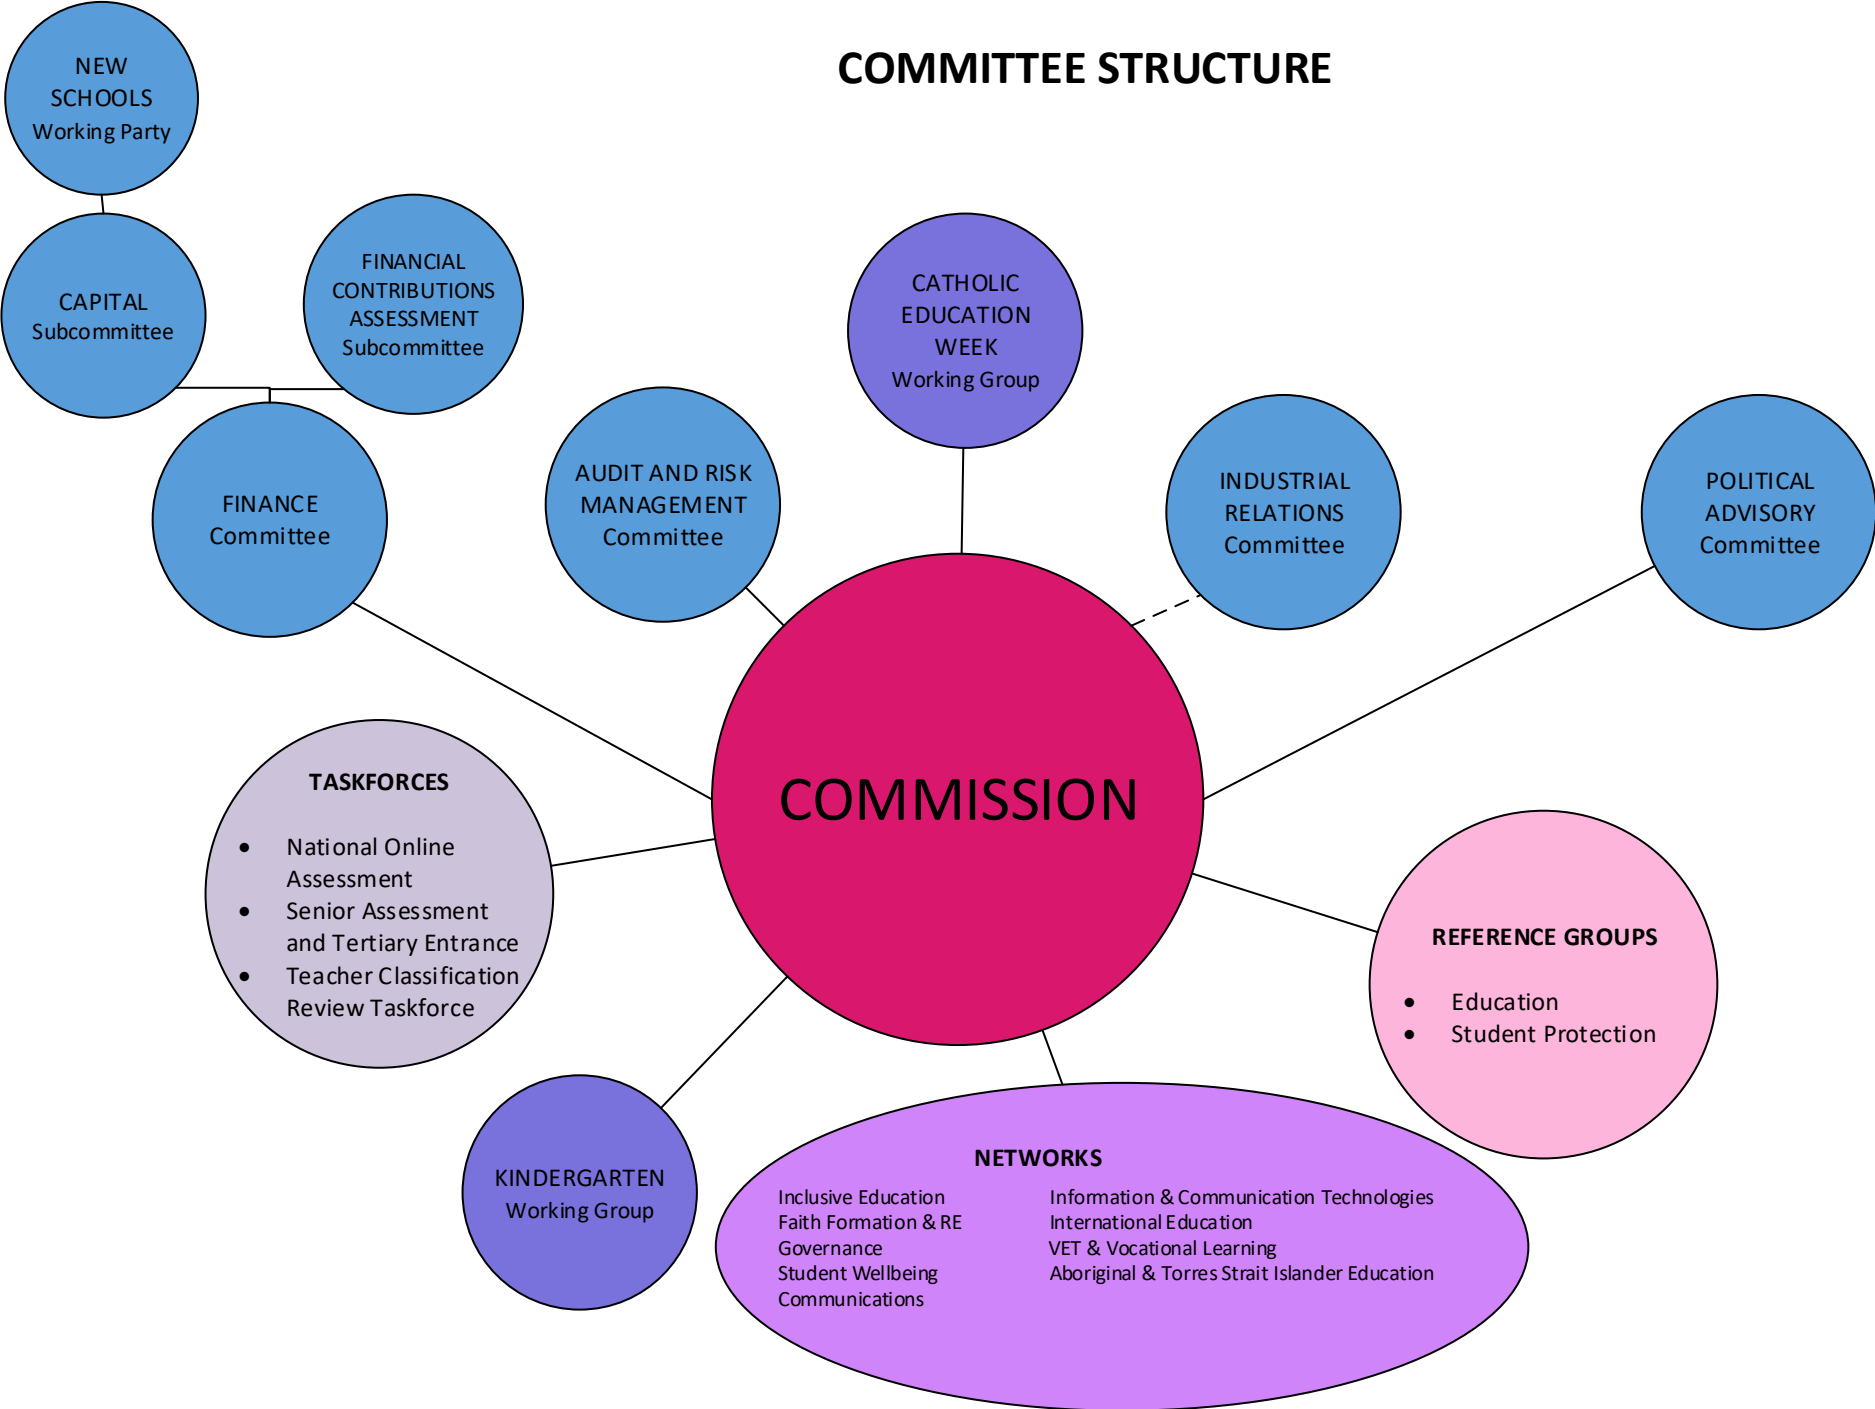 COMMITTEE STRUCTURE
NEW
SCHOOLS
Working Party
CAPITAL
Subcommittee
FINANCIAL
CONTRIBUTIONS
ASSESSMENT
Subcommittee
FINANCE
Committee
AUDIT AND RISK
MANAGEMENT
Committee
CATHOLIC
EDUCATION
WEEK
Working Group
INDUSTRIAL
RELATIONS
Committee
POLITICAL
ADVISORY
Committee
COMMISSION
TASKFORCES
• National Online
Assessment
• Senior Assessment
and Tertiary Entrance
• Teacher Classification
Review Taskforce
REFERENCE GROUPS
• Education
• Student Protection
KINDERGARTEN
Working Group
NETWORKS
Inclusive Education
Faith Formation & RE
Governance
Student Wellbeing
Communications
Information & Communication Technologies
International Education
VET & Vocational Learning
Aboriginal & Torres Strait Islander Education